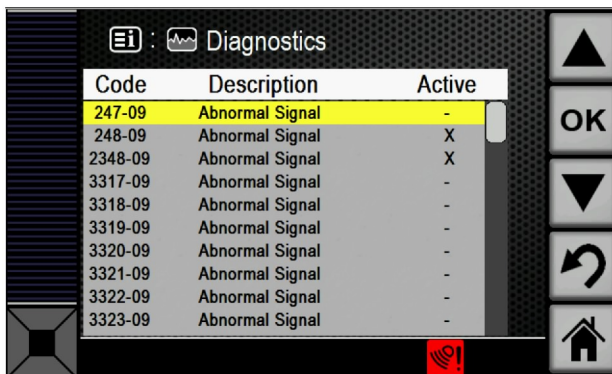 : Diagnostics
Code Description Active
247-09 Abnormal Signal -
248-09 Abnormal Signal X
2348-09 Abnormal Signal X
3317-09 Abnormal Signal -
3318-09 Abnormal Signal -
3319-09 Abnormal Signal -
3320-09 Abnormal Signal -
3321-09 Abnormal Signal -
3322-09 Abnormal Signal -
3323-09 Abnormal Signal -
OK
!